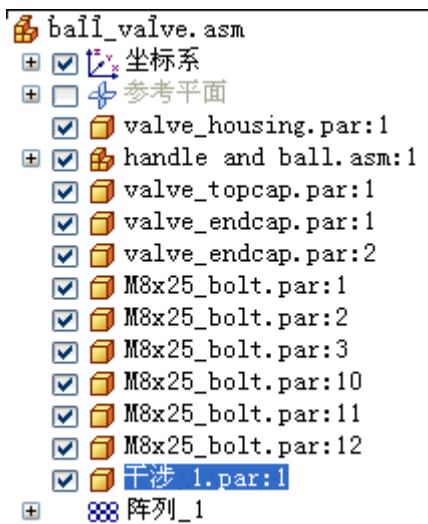 ball_valve.asm
坐标系
参考平面
valve_housing.par:1
handle and ball.asm:1
valve_topcap.par:1
valve_endcap.par:1
valve_endcap.par:2
M8x25_bolt.par:1
M8x25_bolt.par:2
M8x25_bolt.par:3
M8x25_bolt.par:10
M8x25_bolt.par:11
M8x25_bolt.par:12
干涉 1.par:1
阵列_1